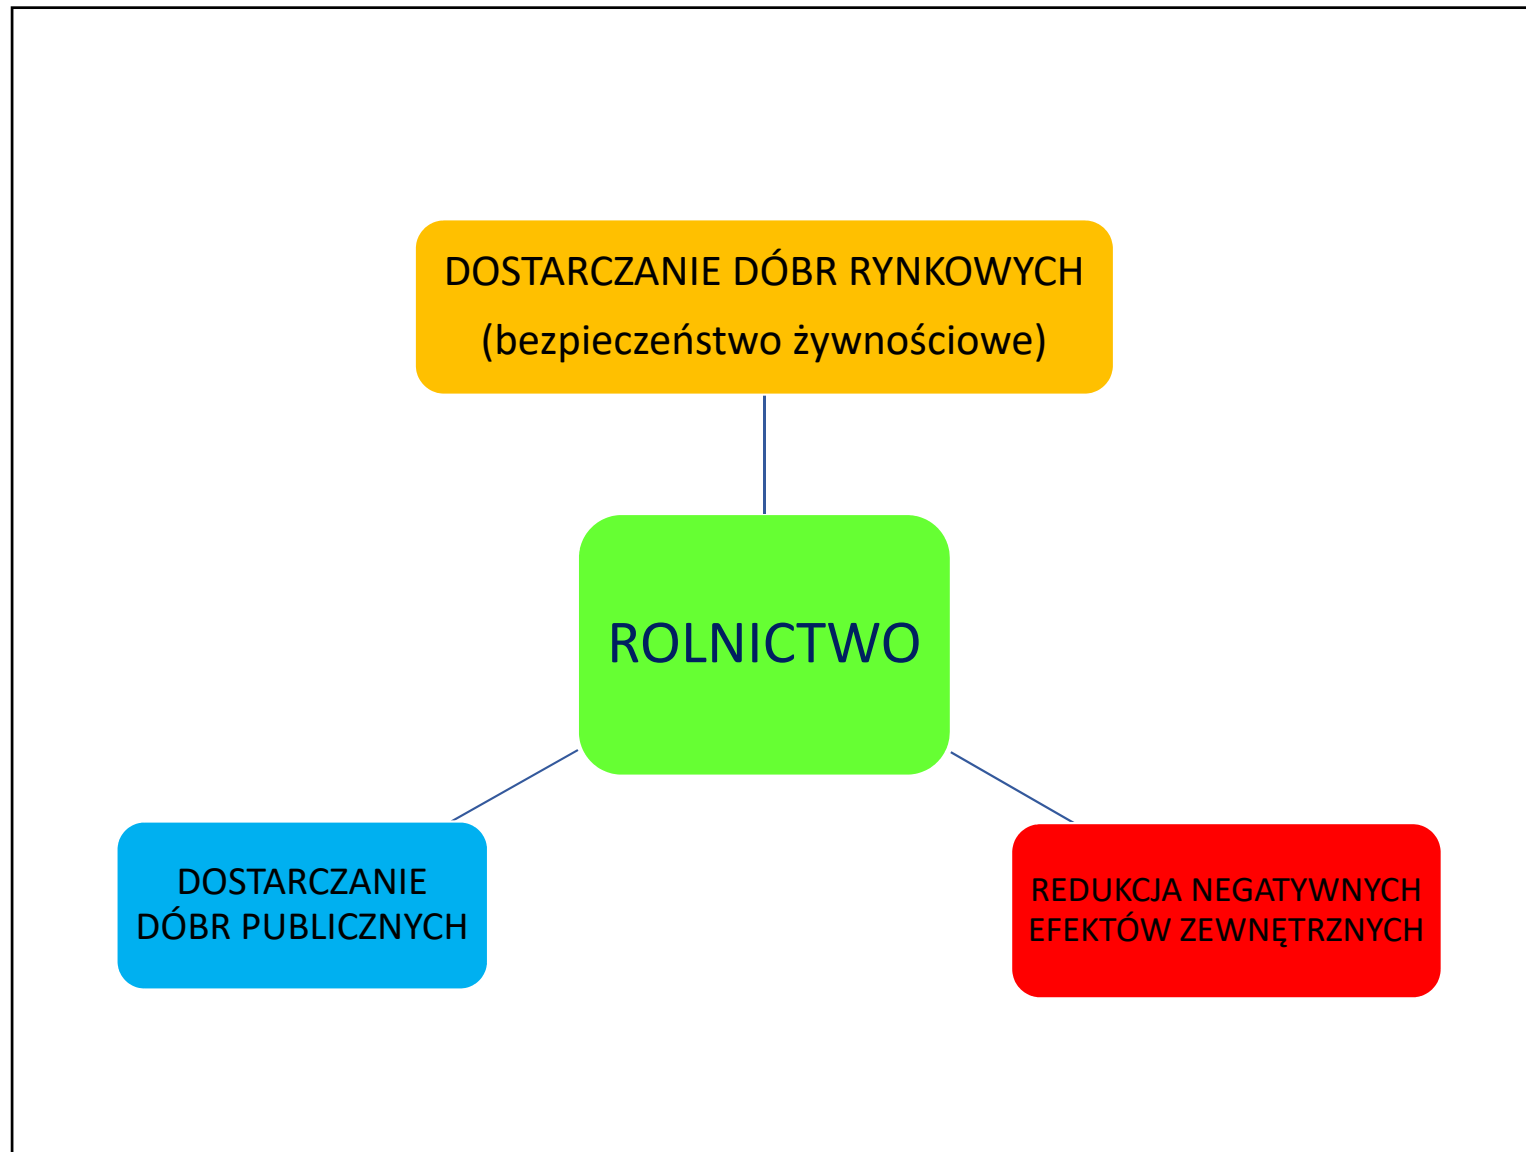 DOSTARCZANIE DÓBR RYNKOWYCH
(bezpieczeństwo żywnościowe)
ROLNICTWO
DOSTARCZANIE
DÓBR PUBLICZNYCH
REDUKCJA NEGATYWNYCH
EFEKTÓW ZEWNĘTRZNYCH